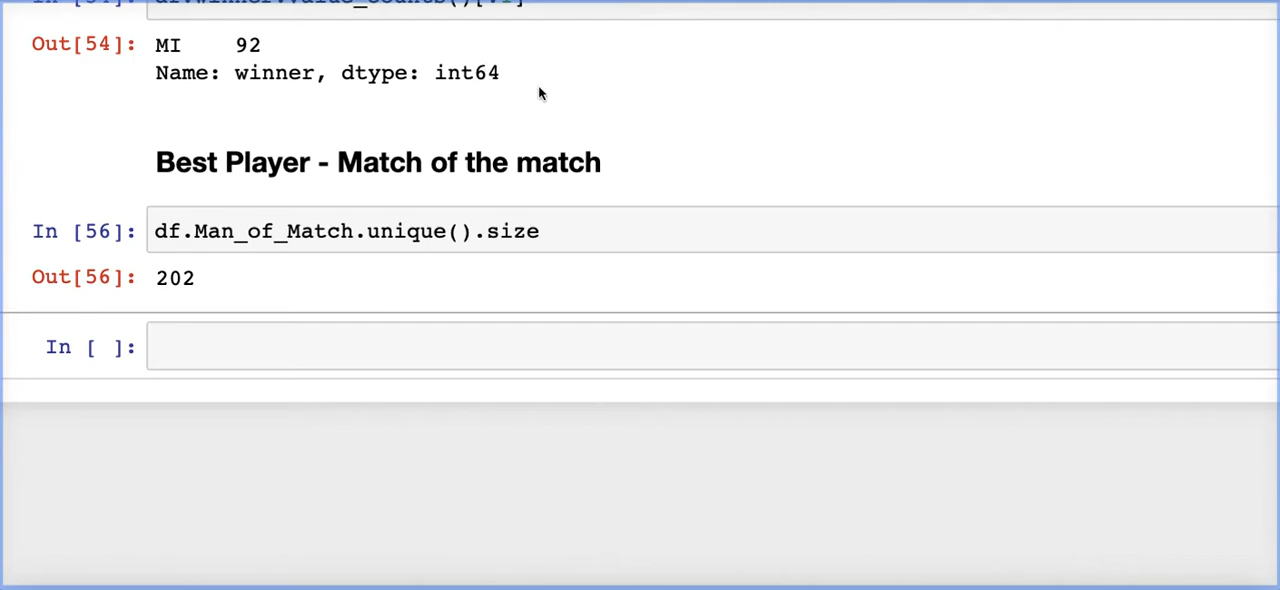 Out[54]: MI    92
Name: winner, dtype: int64
Best Player - Match of the match
In [56]: df.Man_of_Match.unique().size
Out[56]: 202
In [ ]: